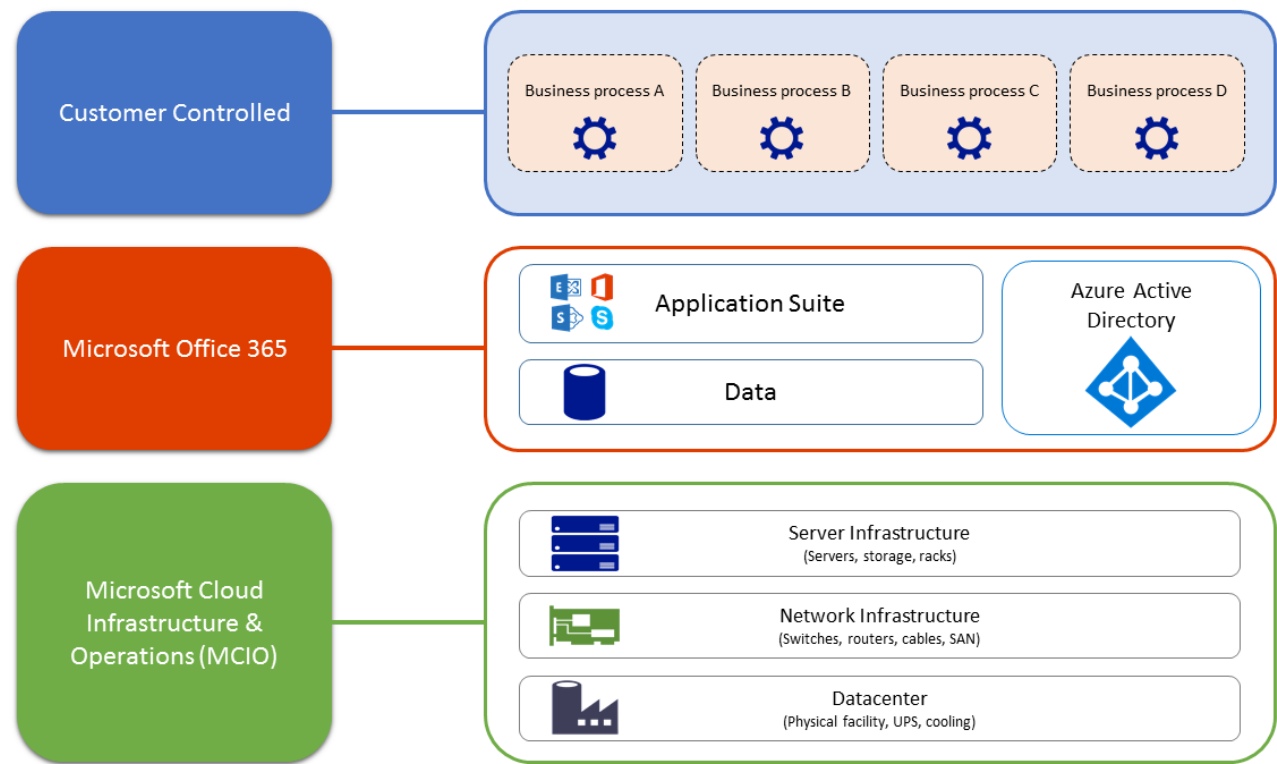 Customer Controlled
Business process A
Business process B
Business process C
Business process D
Microsoft Office 365
Application Suite
Data
Azure Active
Directory
Microsoft Cloud
Infrastructure &
Operations (MCIO)
Server Infrastructure
(Servers, storage, racks)
Network Infrastructure
(Switches, routers, cables, SAN)
Datacenter
(Physical facility, UPS, cooling)